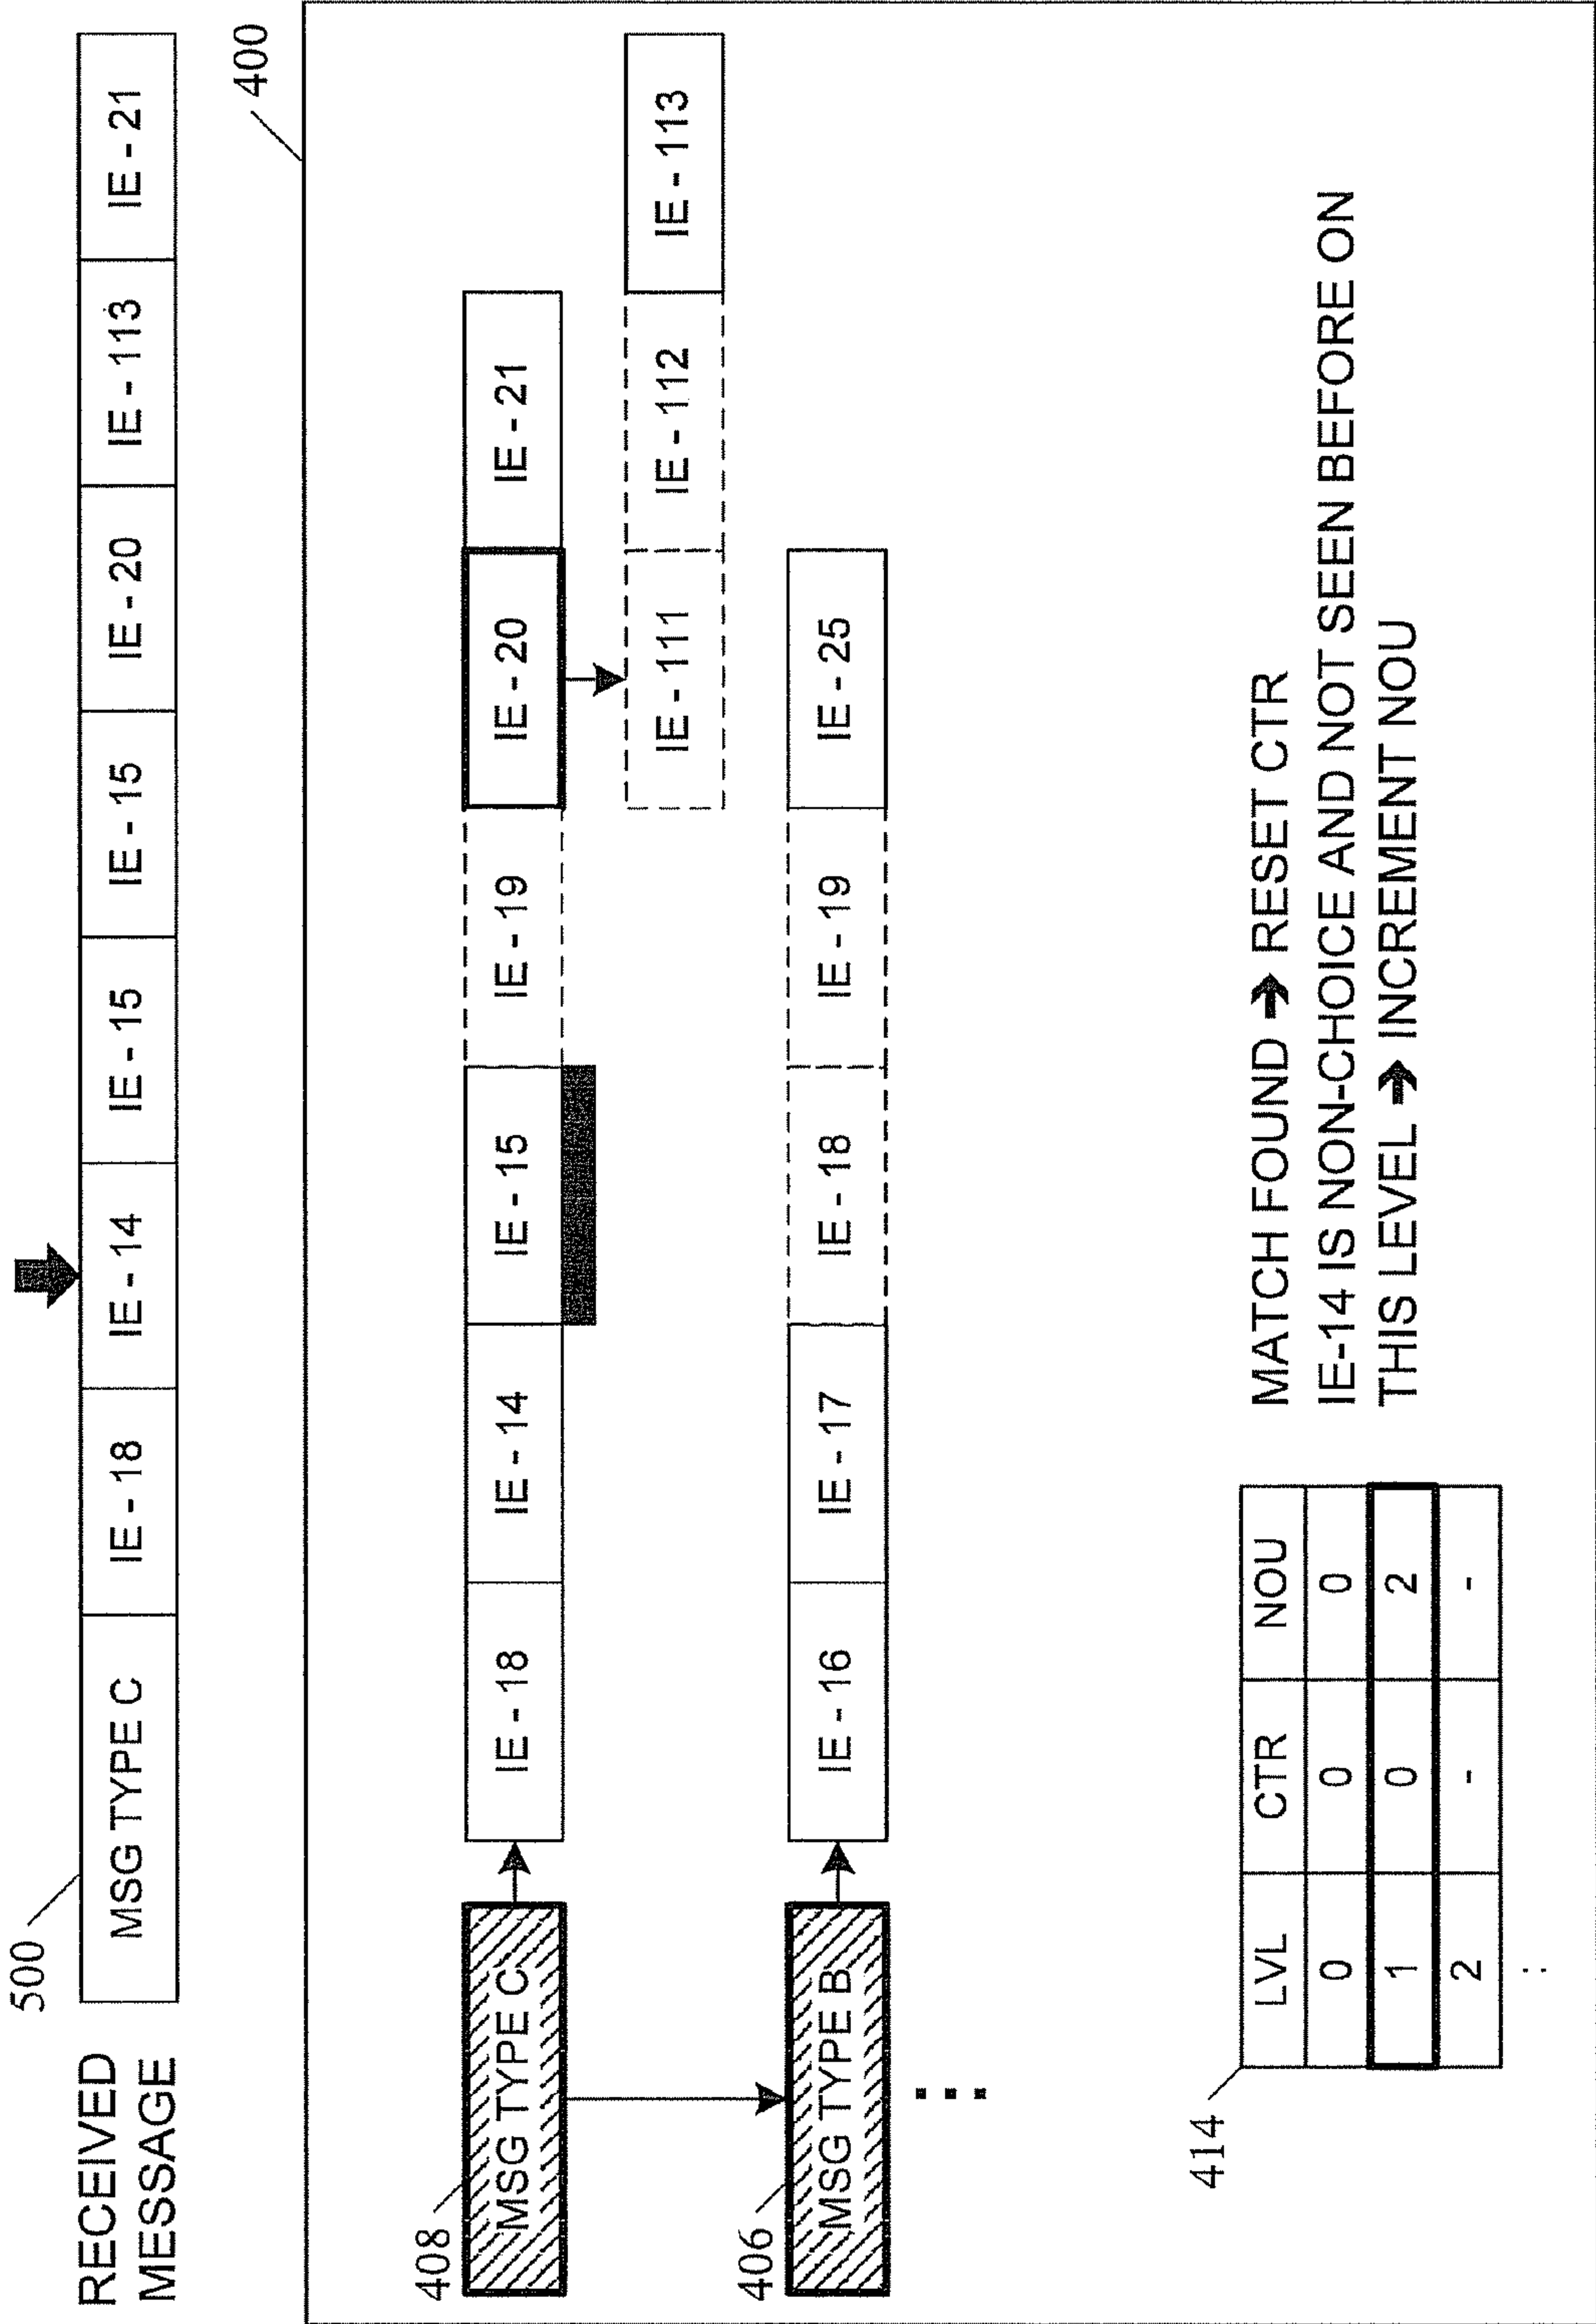 500
RECEIVED
MESSAGE
MSG TYPE C IE - 18 IE - 14 IE - 15 IE - 15 IE - 20 IE - 113 IE - 21
400
408
MSG TYPE C IE - 18 IE - 14 IE - 15 IE - 19 IE - 20 IE - 21
IE - 111 IE - 112 IE - 113
406
MSG TYPE B IE - 16 IE - 17 IE - 18 IE - 19 IE - 25
414
LVL CTR NOU
0 0 0
1 0 2
2 - -
MATCH FOUND ➔ RESET CTR
IE-14 IS NON-CHOICE AND NOT SEEN BEFORE ON
THIS LEVEL ➔ INCREMENT NOU